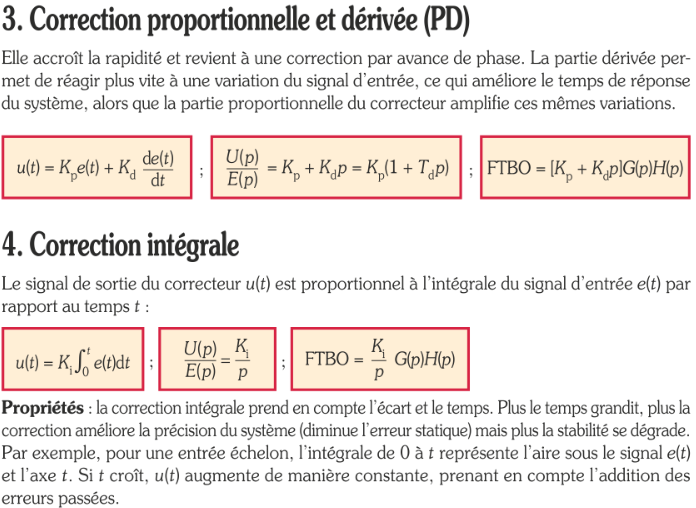 3. Correction proportionnelle et dérivée (PD)
Elle accroît la rapidité et revient à une correction par avance de phase. La partie dérivée per-
met de réagir plus vite à une variation du signal d'entrée, ce qui améliore le temps de réponse
du système, alors que la partie proportionnelle du correcteur amplifie ces mêmes variations.
u(t) = K_p e(t) + K_d de(t)/dt ; U(p)/E(p) = K_p + K_d p = K_p(1 + T_d p) ; FTBO = [K_p + K_d p]G(p)H(p)
4. Correction intégrale
Le signal de sortie du correcteur u(t) est proportionnel à l'intégrale du signal d'entrée e(t) par
rapport au temps t :
u(t) = K_i ∫_0^t e(t)dt ; U(p)/E(p) = K_i/p ; FTBO = K_i/p G(p)H(p)
Propriétés : la correction intégrale prend en compte l'écart et le temps. Plus le temps grandit, plus la
correction améliore la précision du système (diminue l'erreur statique) mais plus la stabilité se dégrade.
Par exemple, pour une entrée échelon, l'intégrale de 0 à t représente l'aire sous le signal e(t)
et l'axe t. Si t croît, u(t) augmente de manière constante, prenant en compte l'addition des
erreurs passées.